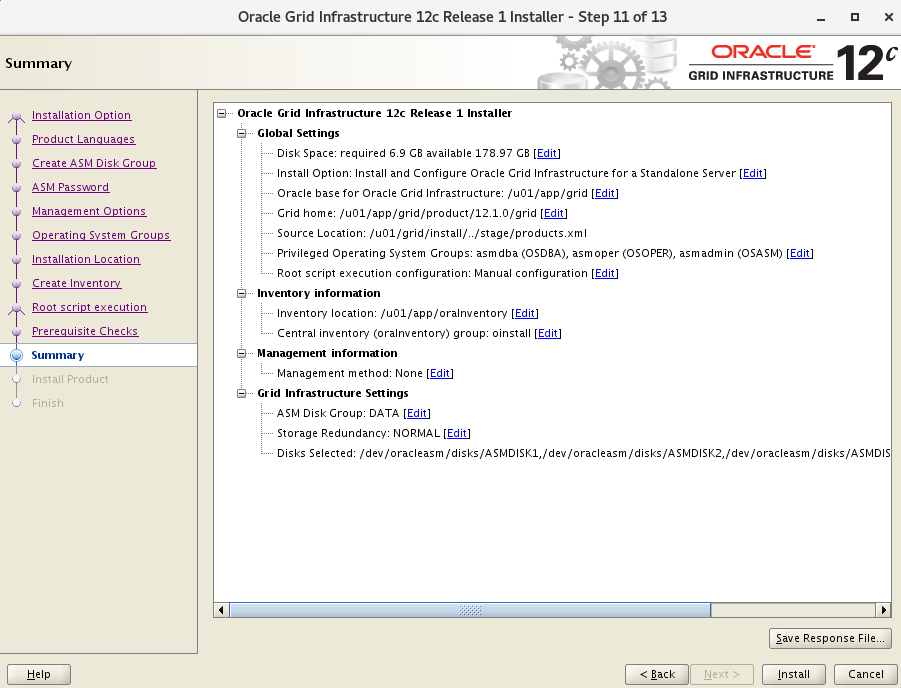 Oracle Grid Infrastructure 12c Release 1 Installer - Step 11 of 13
Summary
ORACLE
GRID INFRASTRUCTURE 12c
Installation Option
Product Languages
Create ASM Disk Group
ASM Password
Management Options
Operating System Groups
Installation Location
Create Inventory
Root script execution
Prerequisite Checks
Summary
Install Product
Finish
Oracle Grid Infrastructure 12c Release 1 Installer
Global Settings
Disk Space: required 6.9 GB available 178.97 GB [Edit]
Install Option: Install and Configure Oracle Grid Infrastructure for a Standalone Server [Edit]
Oracle base for Oracle Grid Infrastructure: /u01/app/grid [Edit]
Grid home: /u01/app/grid/product/12.1.0/grid [Edit]
Source Location: /u01/grid/install/../stage/products.xml
Privileged Operating System Groups: asmdba (OSDBA), asmoper (OSOPER), asmadmin (OSASM) [Edit]
Root script execution configuration: Manual configuration [Edit]
Inventory information
Inventory location: /u01/app/oraInventory [Edit]
Central inventory (oraInventory) group: oinstall [Edit]
Management information
Management method: None [Edit]
Grid Infrastructure Settings
ASM Disk Group: DATA [Edit]
Storage Redundancy: NORMAL [Edit]
Disks Selected: /dev/oracleasm/disks/ASMDISK1,/dev/oracleasm/disks/ASMDISK2,/dev/oracleasm/disks/ASMDIS
Save Response File...
Help
< Back
Next >
Install
Cancel